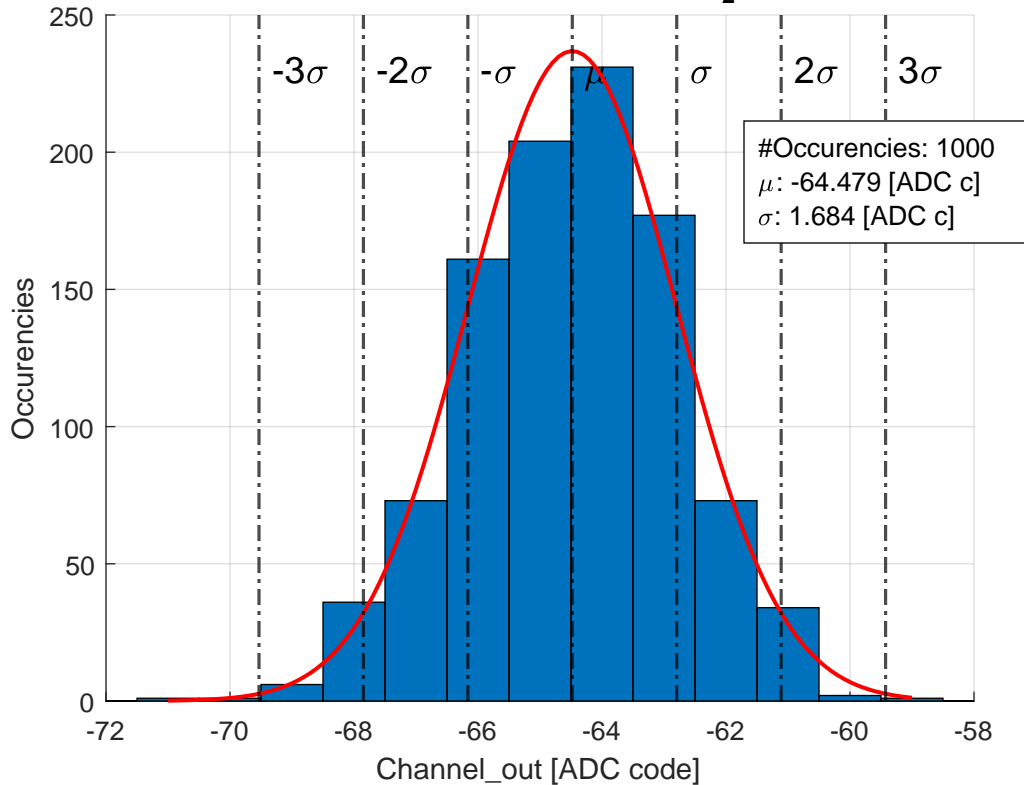 2
250
200
150
100
50
0
-3σ
-2σ
-σ
μ
σ
2σ
3σ
#Occurencies: 1000
μ: -64.479 [ADC c]
σ: 1.684 [ADC c]
Occurencies
-72
-70
-68
-66
-64
-62
-60
-58
Channel_out [ADC code]